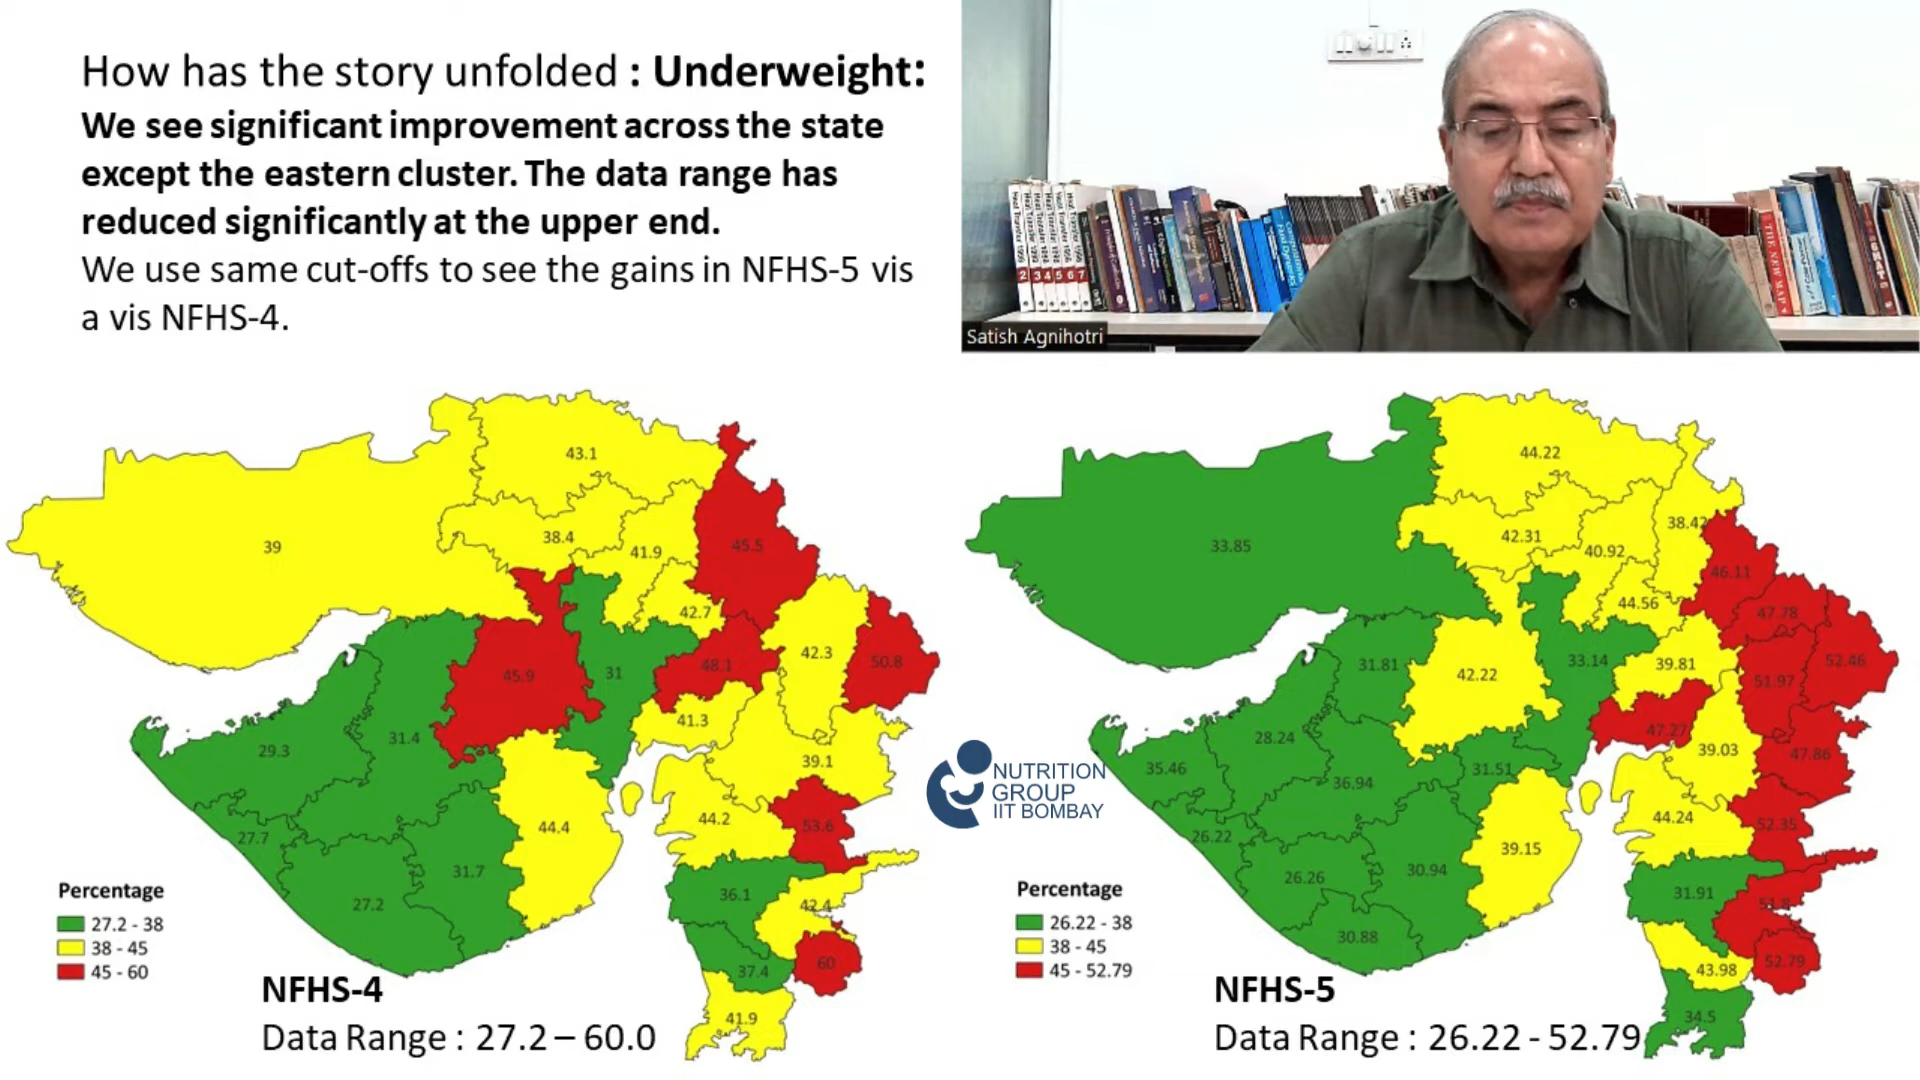 How has the story unfolded : Underweight:
We see significant improvement across the state
except the eastern cluster. The data range has
reduced significantly at the upper end.
We use same cut-offs to see the gains in NFHS-5 vis
a vis NFHS-4.
THE NEW MAP
Satish Agnihotri
43.1
45.5
39
38.4
41.9
42.7
42.3
50.8
48.1
45.9
31
41.3
31.4
29.3
39.1
44.2
53.6
44.4
27.7
31.7
36.1
27.2
42.4
60
37.4
41.9
Percentage
27.2 - 38
38 - 45
45 - 60
NFHS-4
Data Range : 27.2 – 60.0
NUTRITION
GROUP
IIT BOMBAY
44.22
38.42
33.85
42.31
40.92
46.11
44.56
47.78
31.81
33.14
39.81
52.46
42.22
51.97
47.27
28.24
39.03
47.86
35.46
36.94
31.51
44.24
52.35
26.22
39.15
26.26
30.94
31.91
51.8
30.88
43.98
52.79
34.5
Percentage
26.22 - 38
38 - 45
45 - 52.79
NFHS-5
Data Range : 26.22 - 52.79